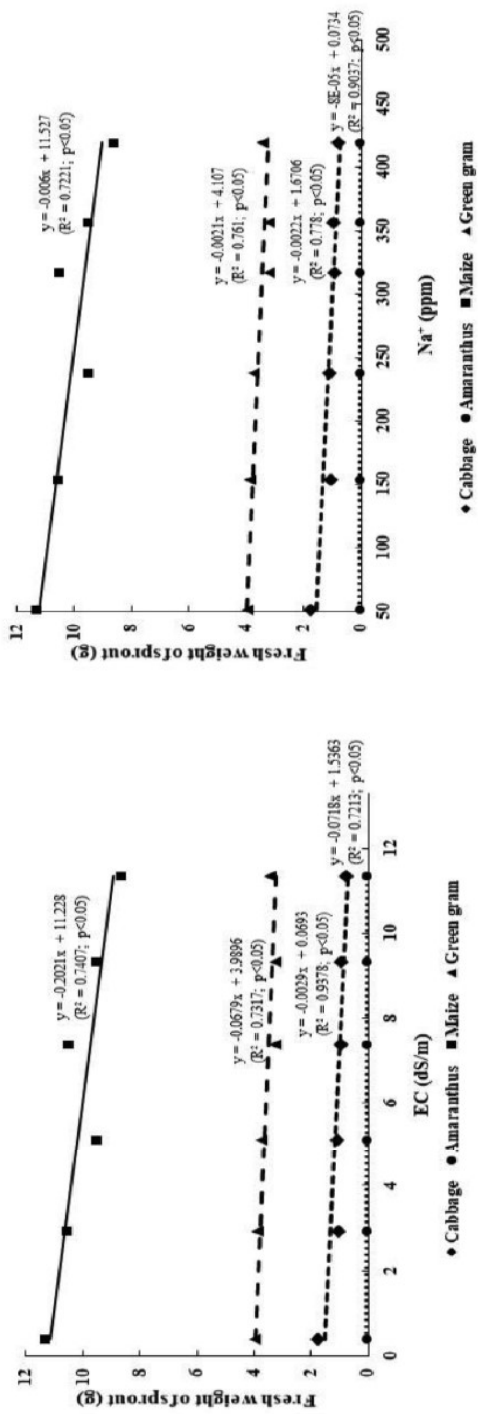 Fresh weight of sprout (g)
12
10
8
6
4
2
0
y = -0.2021x + 11.228
(R² = 0.7407; p<0.05)
y = -0.0679x + 3.9896
(R² = 0.7317; p<0.05)
y = -0.0029x + 0.0693
(R² = 0.9378; p<0.05)
y = -0.0718x + 1.5363
(R² = 0.7213; p<0.05)
0 2 4 6 8 10 12
EC (dS/m)
◆ Cabbage ● Amaranthus ■ Maize ▲ Green gram
Fresh weight of sprout (g)
12
10
8
6
4
2
0
y = -0.006x + 11.527
(R² = 0.7221; p<0.05)
y = -0.0021x + 4.107
(R² = 0.761; p<0.05)
y = -0.0022x + 1.6706
(R² = 0.778; p<0.05)
y = -8E-05x + 0.0734
(R² = 0.9037; p≤0.05)
50 100 150 200 250 300 350 400 450 500
Na⁺ (ppm)
◆ Cabbage ● Amaranthus ■ Maize ▲ Green gram